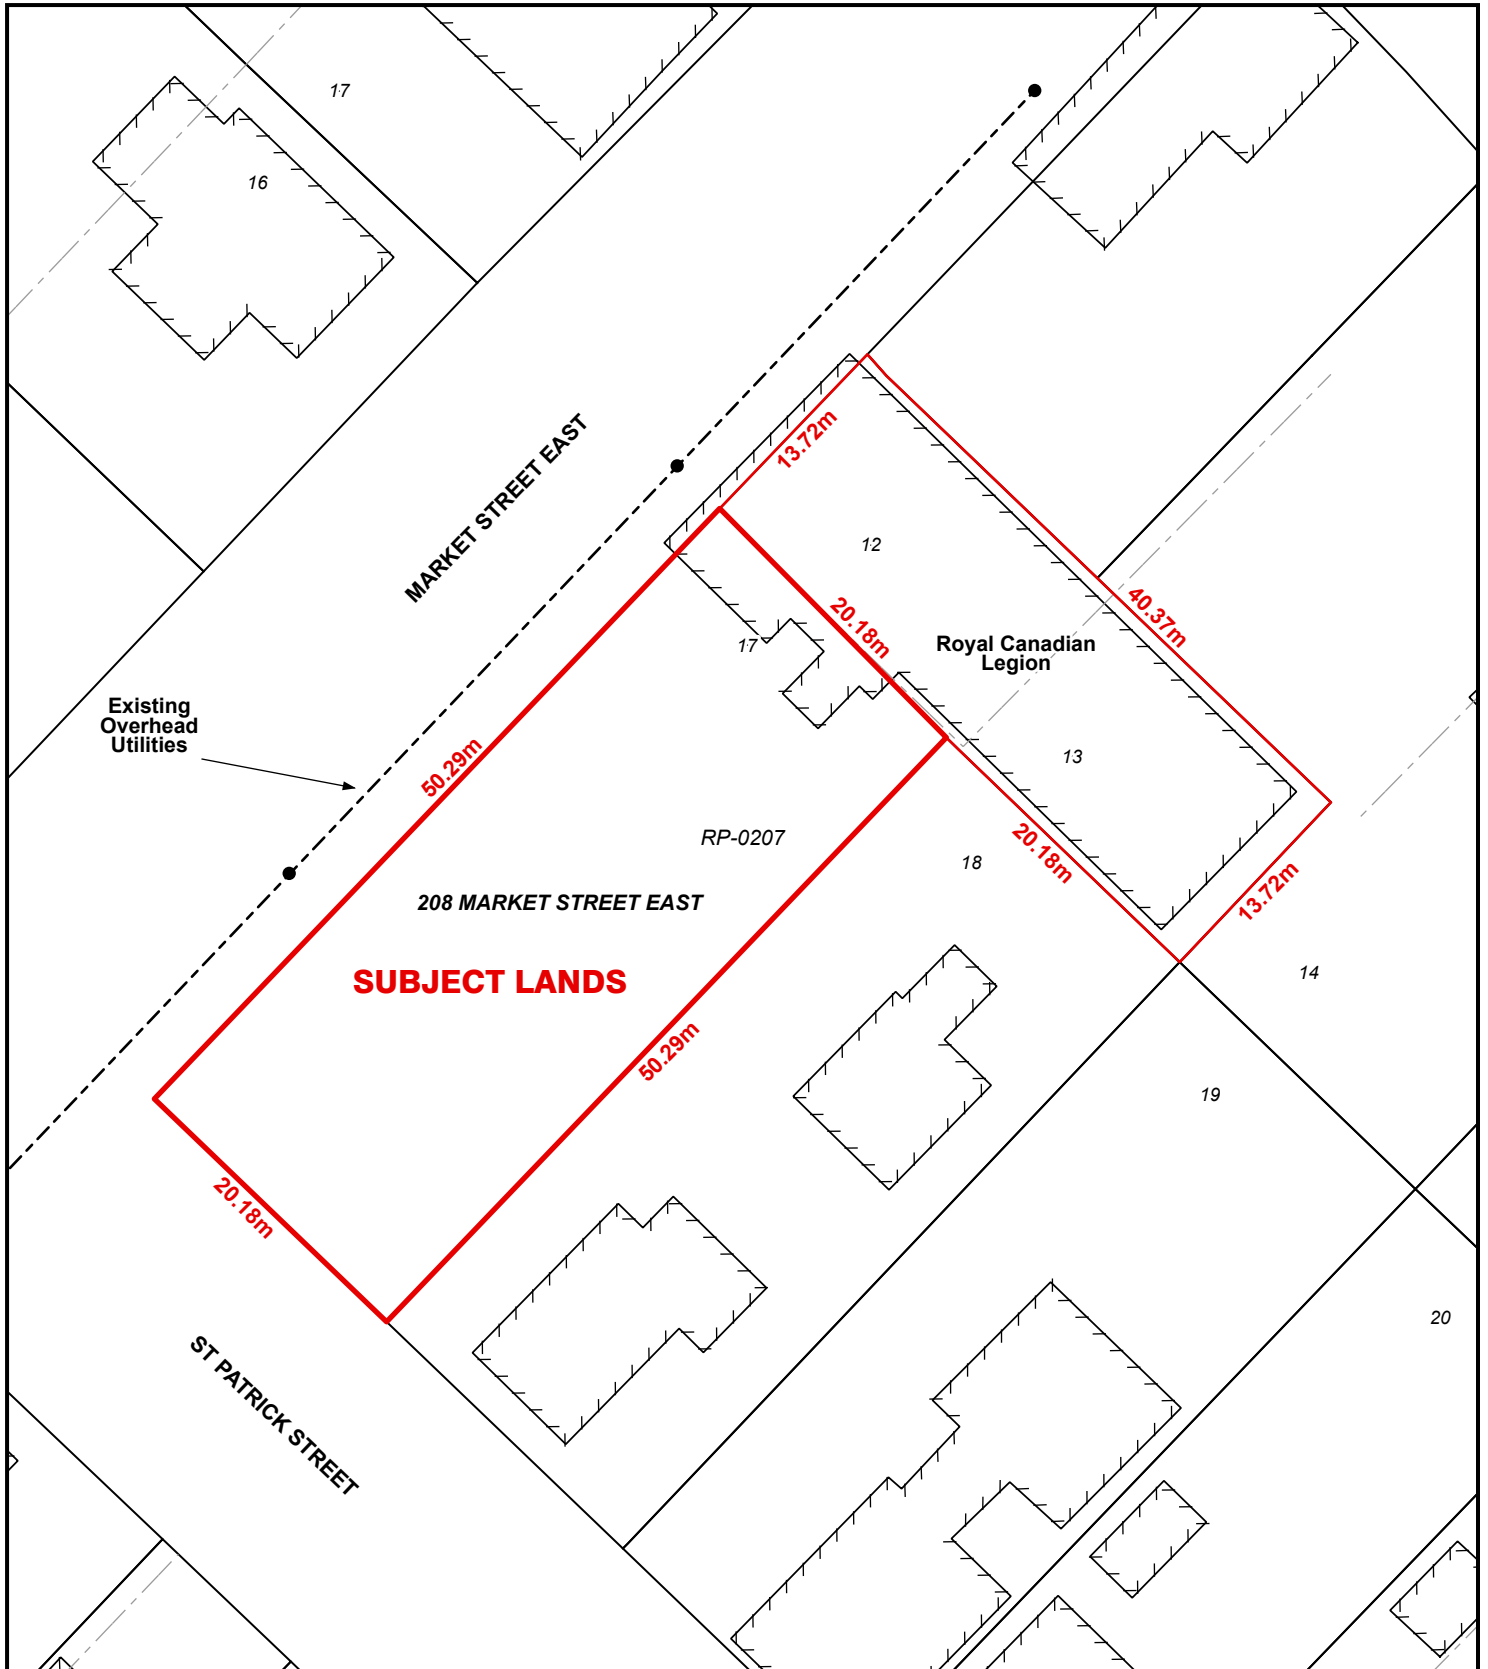 17
16
MARKET STREET EAST
13.72m
12
20.18m
40.37m
Royal Canadian
Legion
17
Existing
Overhead
Utilities
50.29m
13
RP-0207
18
20.18m
13.72m
208 MARKET STREET EAST
SUBJECT LANDS
14
50.29m
19
20.18m
20
ST PATRICK STREET